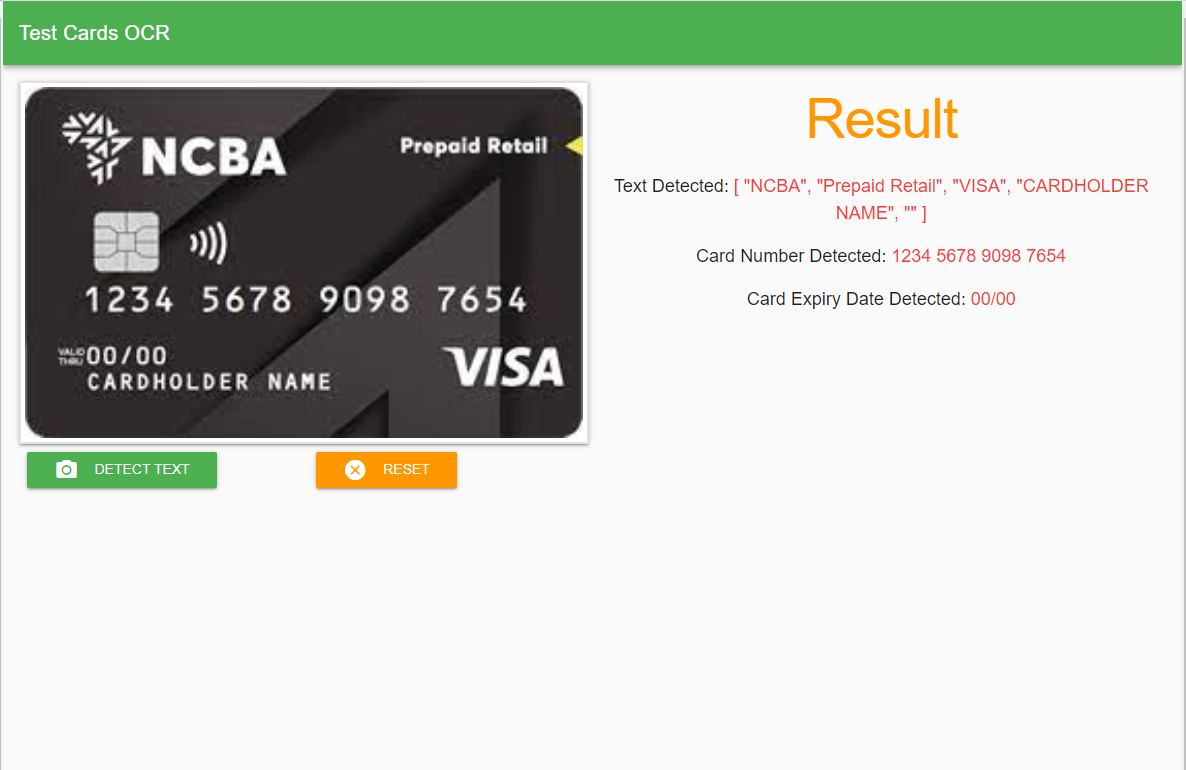 Test Cards OCR
NCBA
Prepaid Retail
1234 5678 9098 7654
VALID
THRU
00/00
CARDHOLDER NAME
VISA
DETECT TEXT
RESET
Result
Text Detected: [ "NCBA", "Prepaid Retail", "VISA", "CARDHOLDER
NAME", "" ]
Card Number Detected: 1234 5678 9098 7654
Card Expiry Date Detected: 00/00